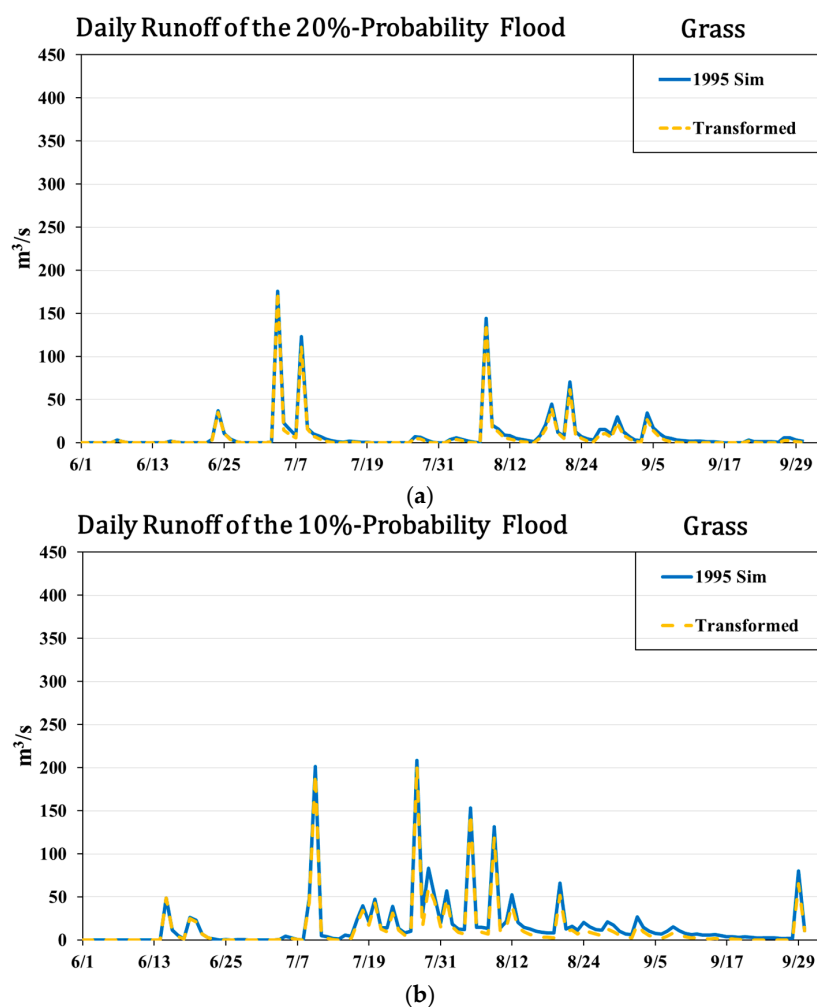 Daily Runoff of the 20%-Probability Flood Grass
450
400
350
300
250
200
150
100
50
0
m³/s
1995 Sim
Transformed
6/1 6/13 6/25 7/7 7/19 7/31 8/12 8/24 9/5 9/17 9/29
(a)
Daily Runoff of the 10%-Probability Flood Grass
450
400
350
300
250
200
150
100
50
0
m³/s
1995 Sim
Transformed
6/1 6/13 6/25 7/7 7/19 7/31 8/12 8/24 9/5 9/17 9/29
(b)